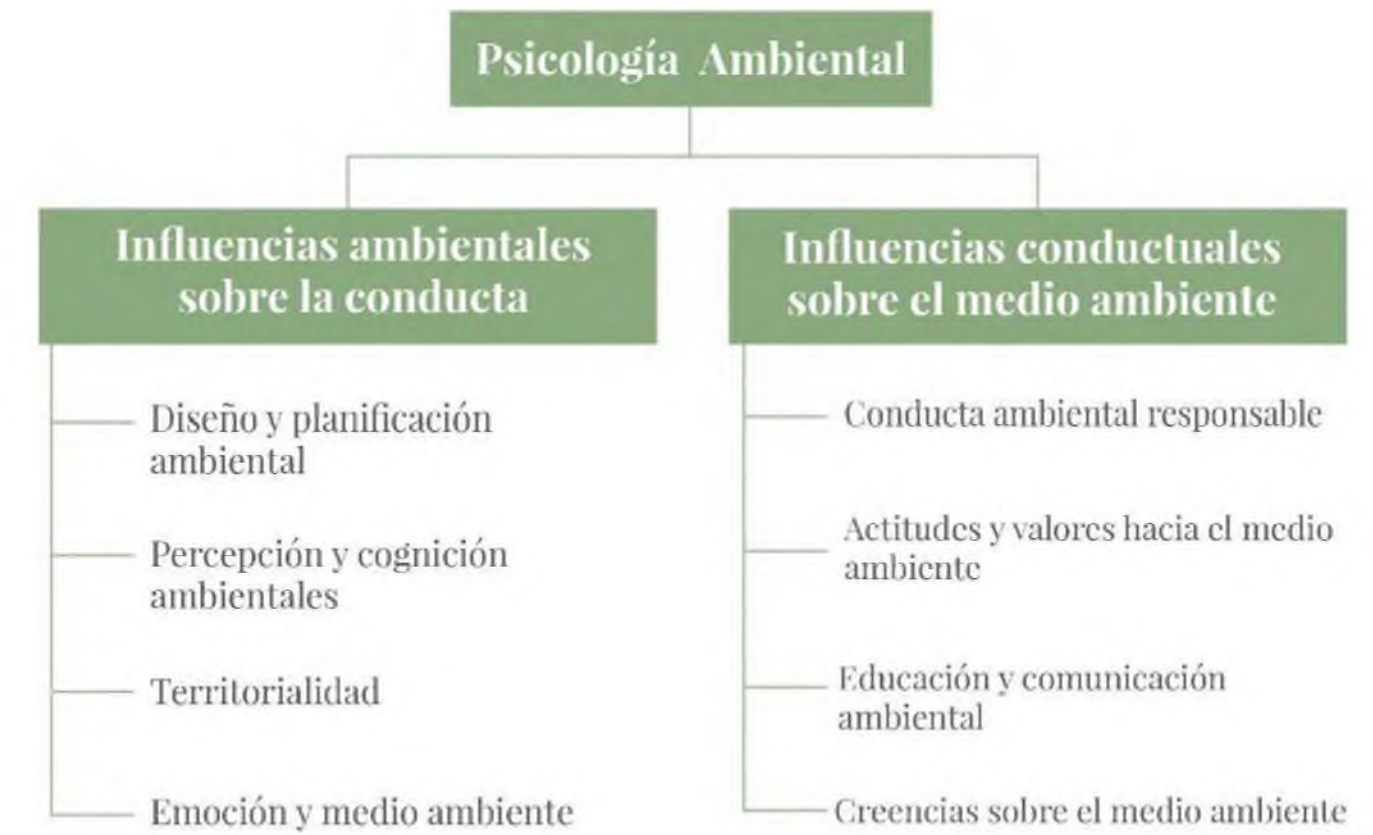 Psicología Ambiental
Influencias ambientales
sobre la conducta
Diseño y planificación
ambiental
Percepción y cognición
ambientales
Territorialidad
Emoción y medio ambiente
Influencias conductuales
sobre el medio ambiente
Conducta ambiental responsable
Actitudes y valores hacia el medio
ambiente
Educación y comunicación
ambiental
Creencias sobre el medio ambiente